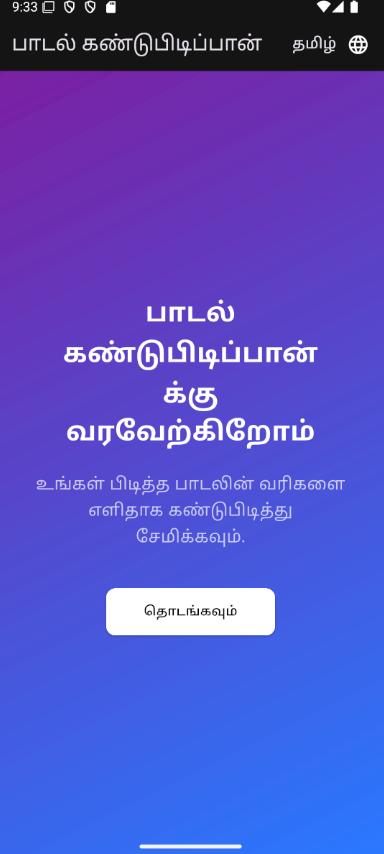 9:33
பாடல் கண்டுபிடிப்பான் தமிழ்
பாடல்
கண்டுபிடிப்பான்
க்கு
வரவேற்கிறோம்
உங்கள் பிடித்த பாடலின் வரிகளை
எளிதாக கண்டுபிடித்து
சேமிக்கவும்.
தொடங்கவும்